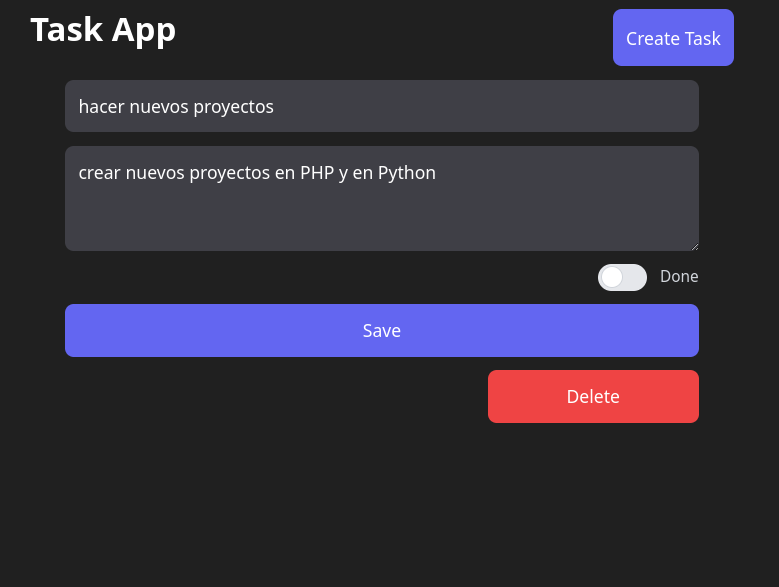 Task App
Create Task
hacer nuevos proyectos
crear nuevos proyectos en PHP y en Python
Done
Save
Delete